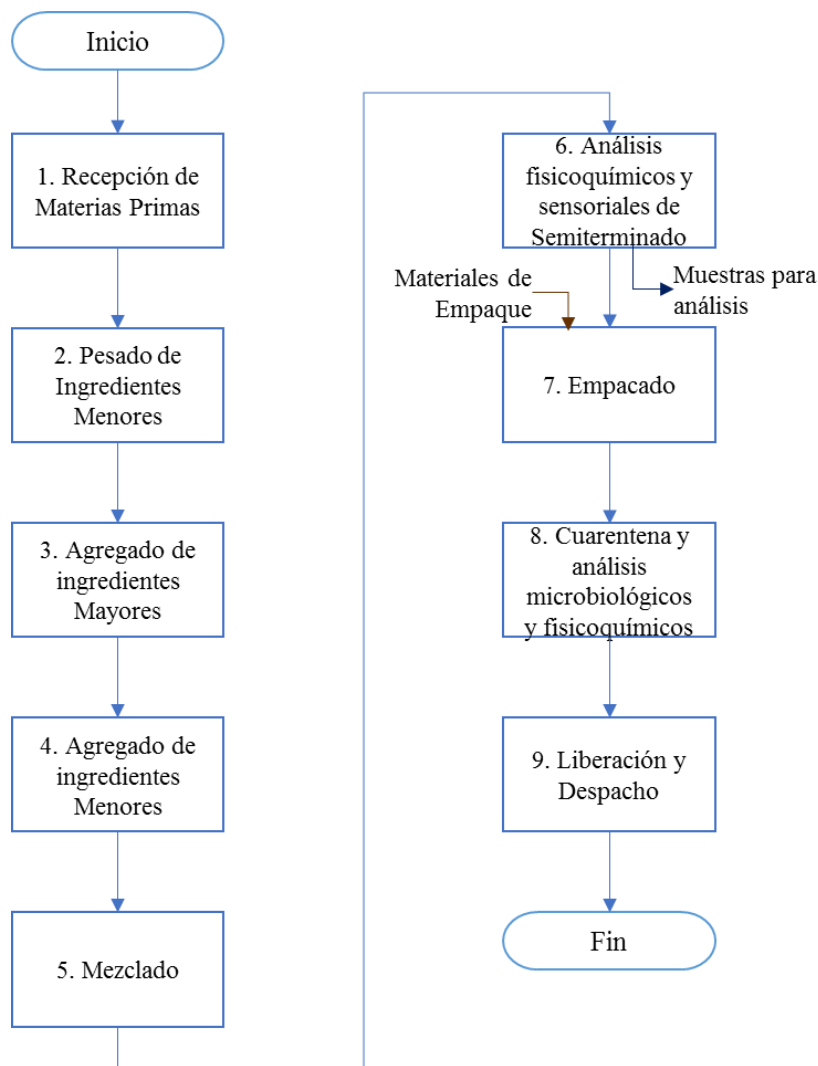 Inicio
1. Recepción de
Materias Primas
2. Pesado de
Ingredientes
Menores
3. Agregado de
ingredientes
Mayores
4. Agregado de
ingredientes
Menores
5. Mezclado
6. Análisis
fisicoquímicos y
sensoriales de
Semiterminado
Materiales de
Empaque
Muestras para
análisis
7. Empacado
8. Cuarentena y
análisis
microbiológicos
y fisicoquímicos
9. Liberación y
Despacho
Fin